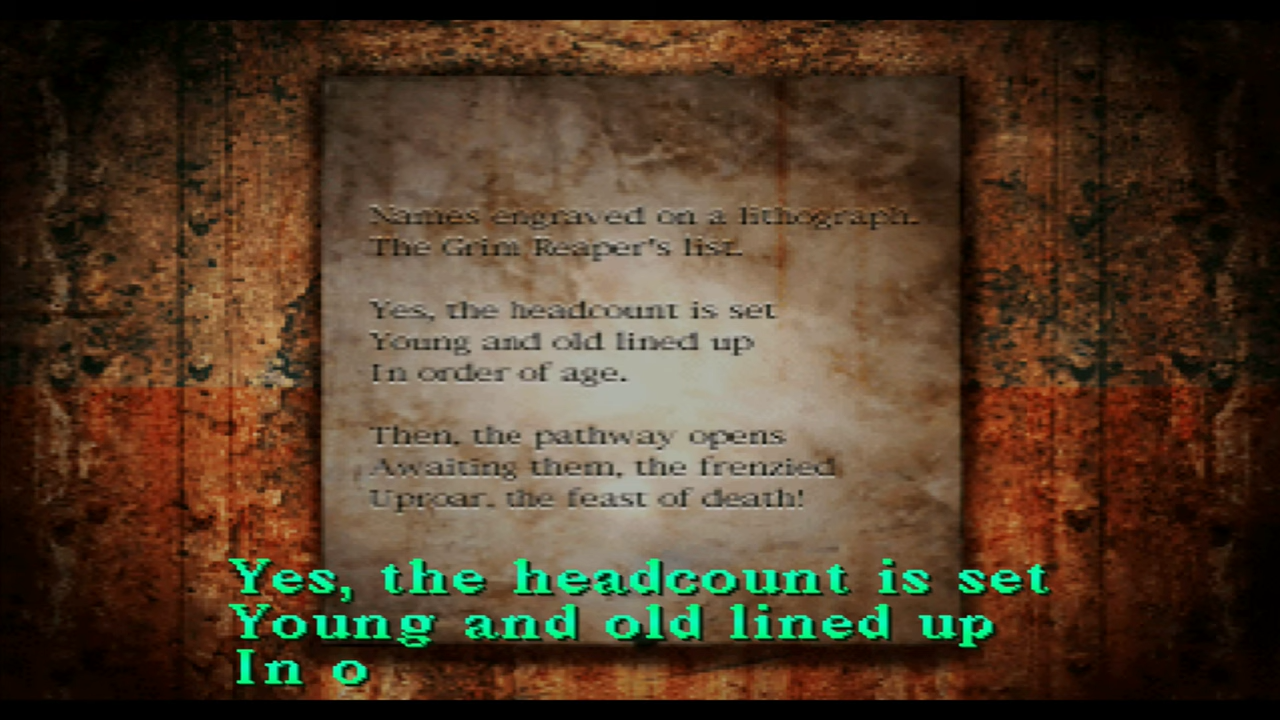 Names engraved on a lithograph.
The Grim Reaper's list.
Yes, the headcount is set
Young and old lined up
In order of age.
Then, the pathway opens
Awaiting them, the frenzied
Uproar, the feast of death!
Yes, the headcount is set
Young and old lined up
In o